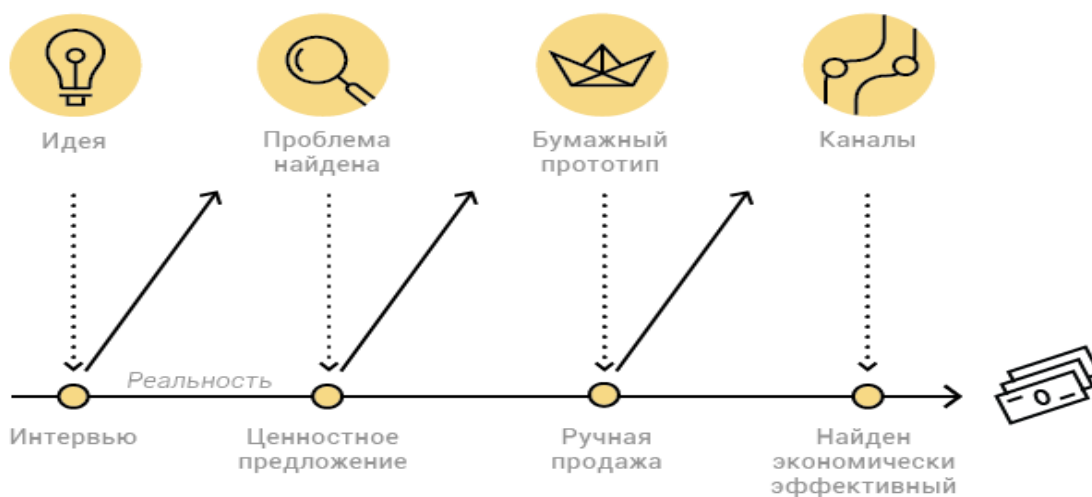 Идея
Проблема
найдена
Бумажный
прототип
Каналы
Реальность
Интервью
Ценностное
предложение
Ручная
продажа
Найден
экономически
эффективный